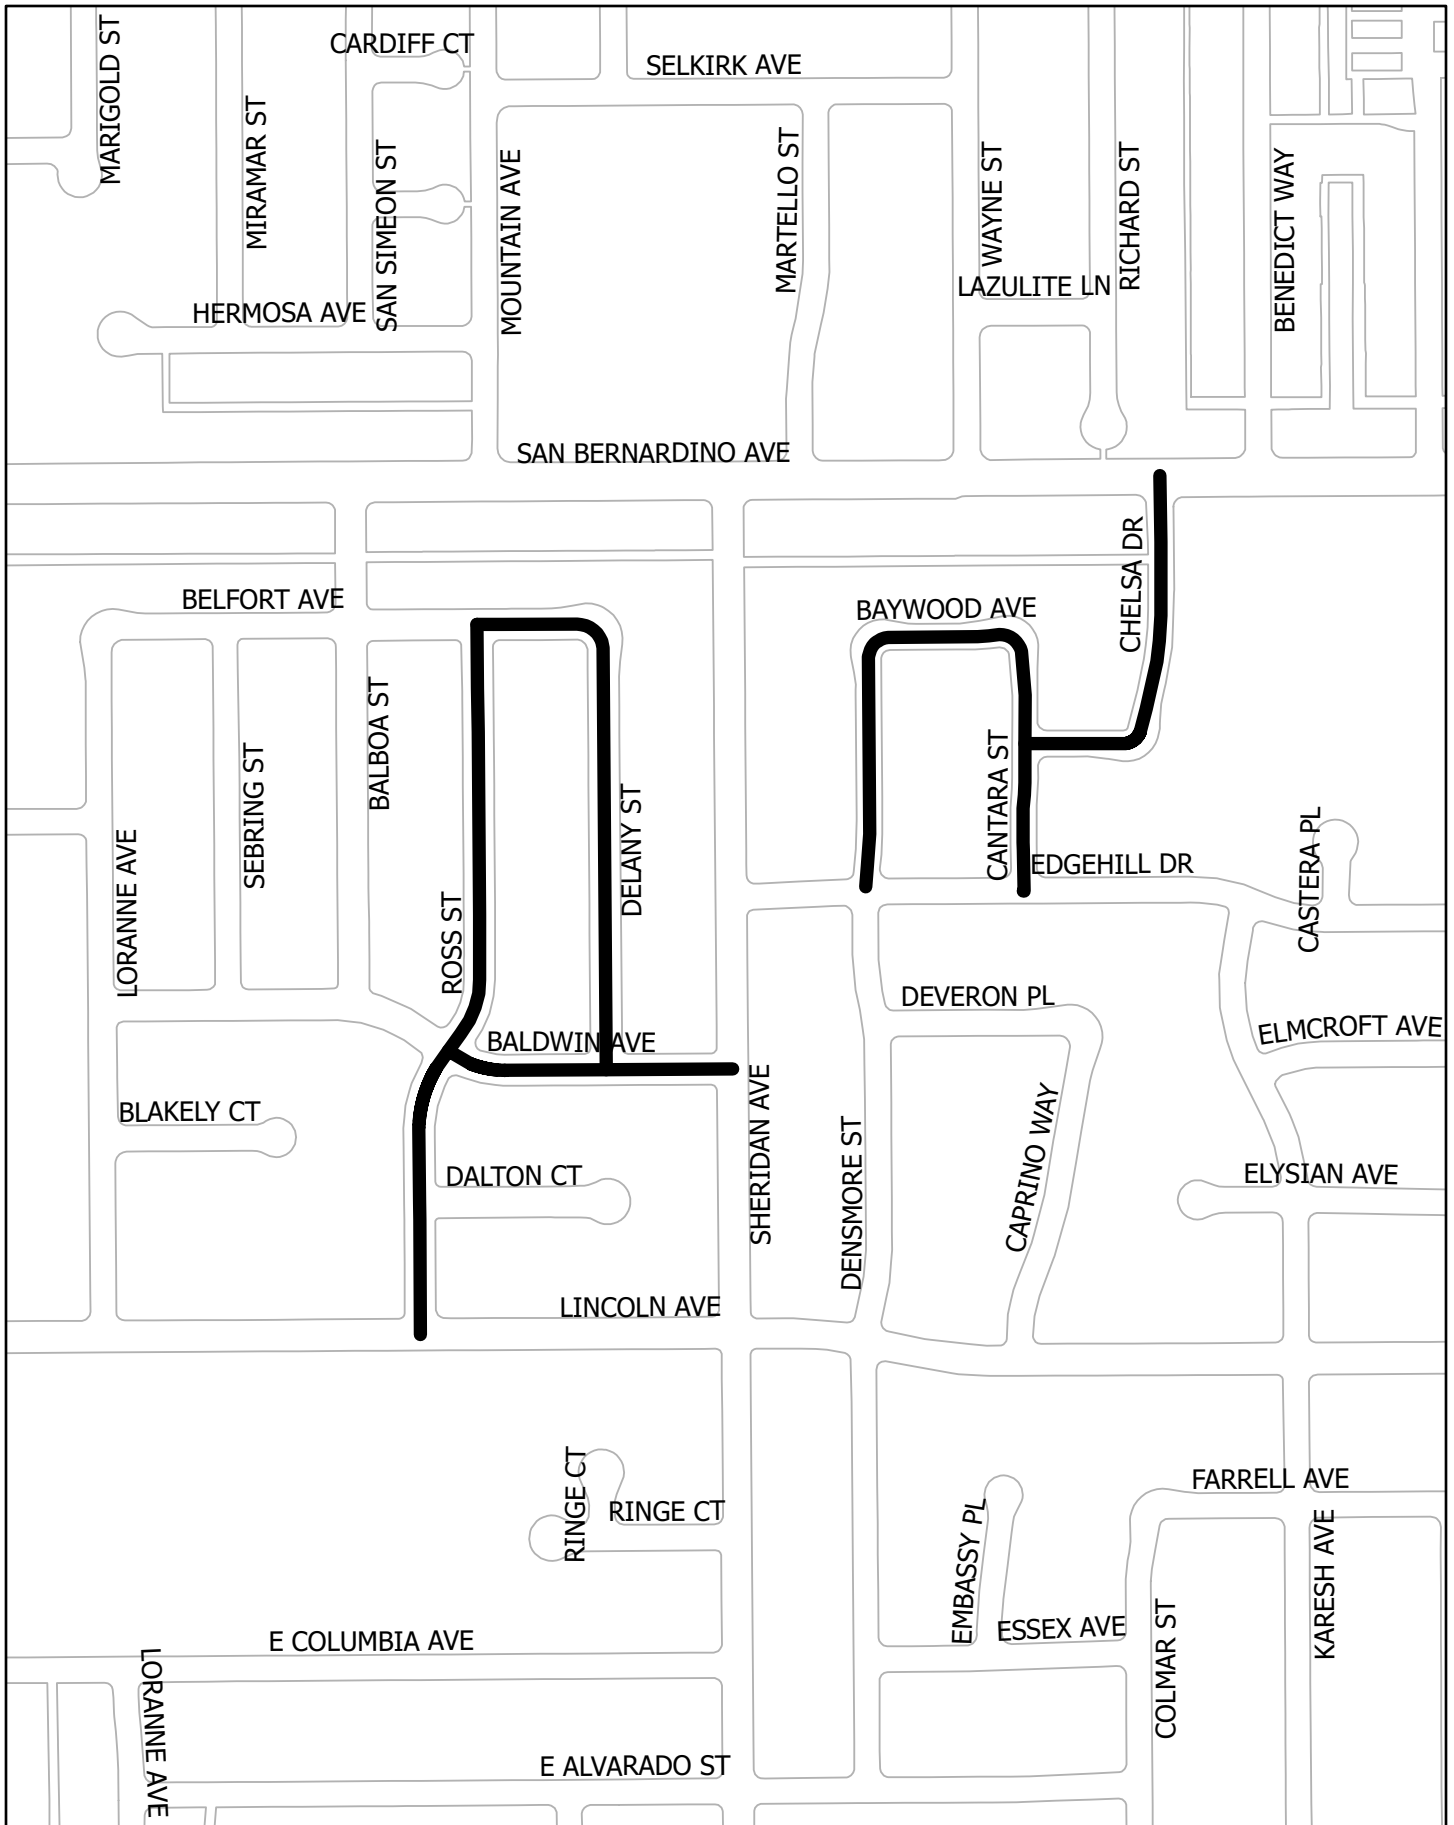 MARIGOLD ST
CARDIFF CT
SELKIRK AVE
MIRAMAR ST
SAN SIMEON ST
MOUNTAIN AVE
MARTELLO ST
WAYNE ST
RICHARD ST
BENEDICT WAY
LAZULITE LN
HERMOSA AVE
SAN BERNARDINO AVE
CHELSA DR
BELFORT AVE
BAYWOOD AVE
BALBOA ST
SEBRING ST
LORANNE AVE
ROSS ST
DELANY ST
CANTARA ST
EDGEHILL DR
CASTERA PL
DEVERON PL
ELMCROFT AVE
BALDWIN AVE
BLAKELY CT
DALTON CT
SHERIDAN AVE
DENSMORE ST
CAPRINO WAY
ELYSIAN AVE
LINCOLN AVE
RINGE CT
RINGE CT
EMBASSY PL
FARRELL AVE
KARESH AVE
ESSEX AVE
COLMAR ST
E COLUMBIA AVE
LORANNE AVE
E ALVARADO ST